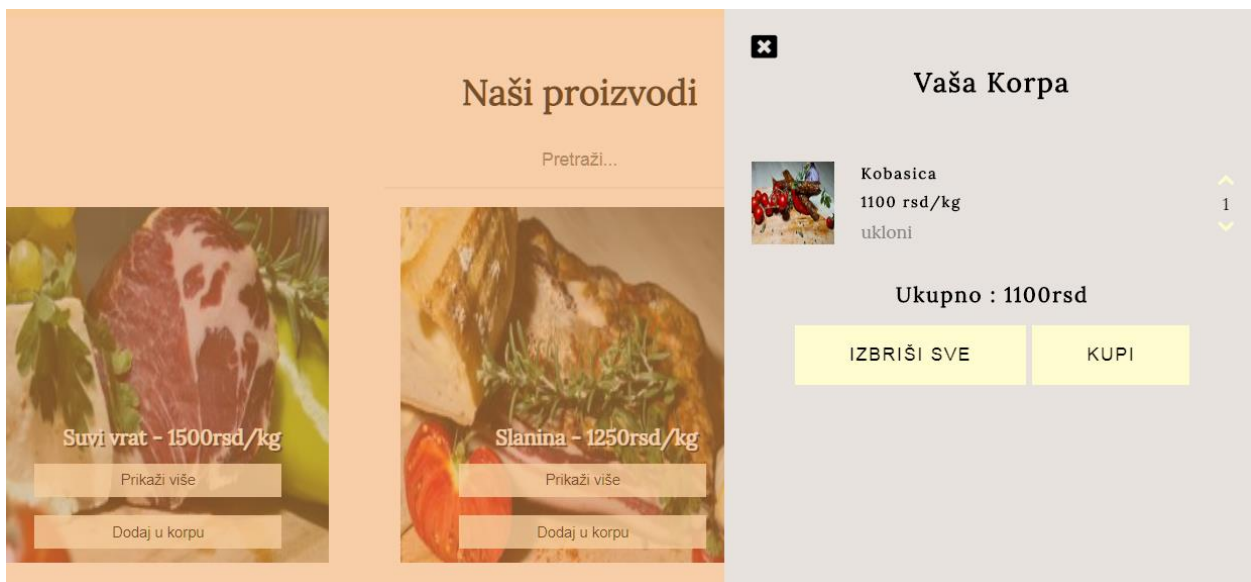 Naši proizvodi
Pretraži...
Suvi vrat - 1500rsd/kg
Prikaži više
Dodaj u korpu
Slanina - 1250rsd/kg
Prikaži više
Dodaj u korpu
Vaša Korpa
Kobasica
1100 rsd/kg
ukloni
1
Ukupno : 1100rsd
IZBRIŠI SVE
KUPI